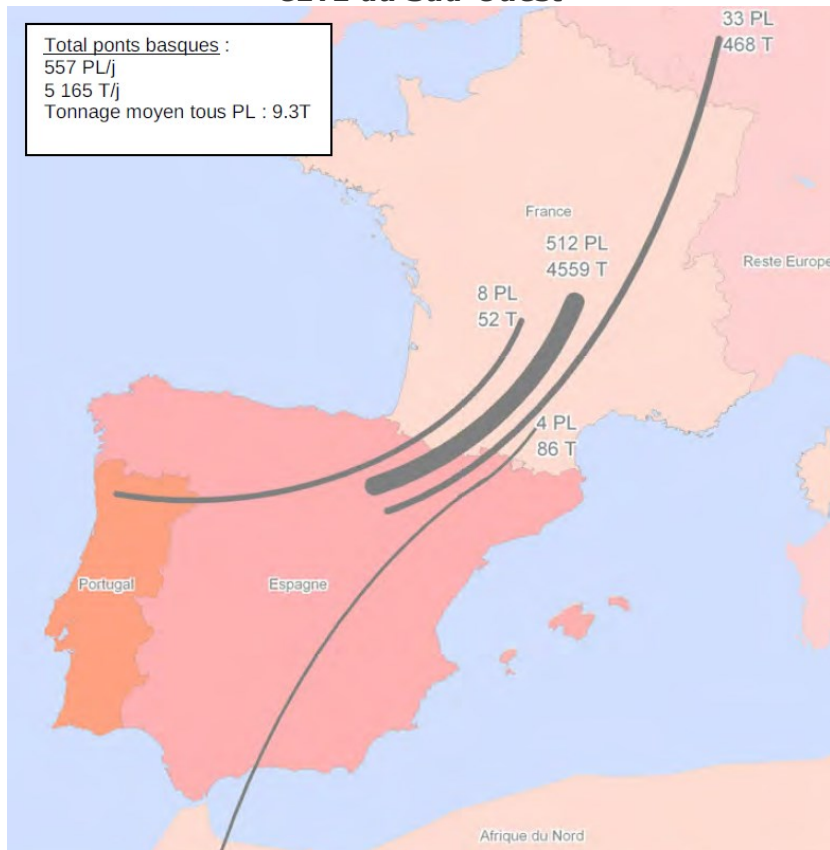 Total ponts basques :
557 PL/j
5 165 T/j
Tonnage moyen tous PL : 9.3T
33 PL
468 T
France
512 PL
4559 T
Reste Europe
8 PL
52 T
4 PL
86 T
Portugal
Espagne
Afrique du Nord